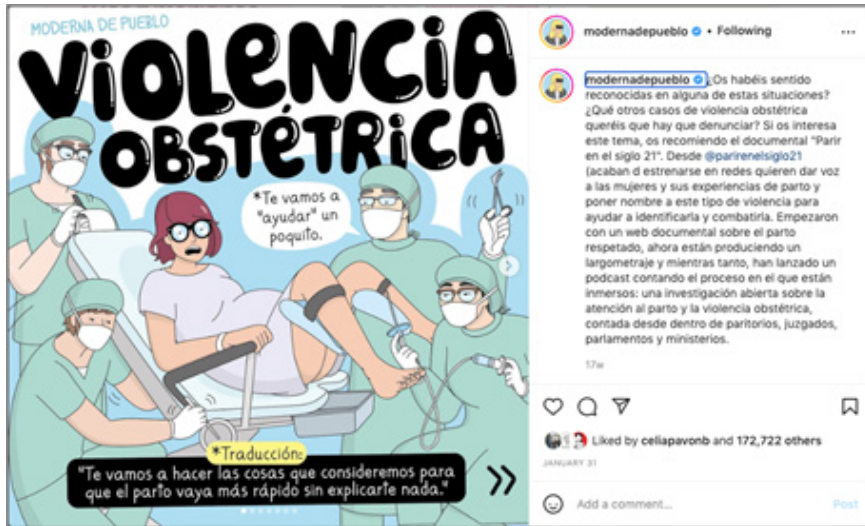 MODERNA DE PUEBLO
VIOLENCIA
OBSTÉTRICA
*Te vamos a
"ayudar" un
poquito.
*Traducción:
"Te vamos a hacer las cosas que consideremos para
que el parto vaya más rápido sin explicarte nada."
modernadepueblo • Following
modernadepueblo ¿Os habéis sentido
reconocidas en alguna de estas situaciones?
¿Qué otros casos de violencia obstétrica
queréis que hay que denunciar? Si os interesa
este tema, os recomiendo el documental "Parir
en el siglo 21". Desde @parirenelsiglo21
(acaban d estrenarse en redes quieren dar voz
a las mujeres y sus experiencias de parto y
poner nombre a este tipo de violencia para
ayudar a identificarla y combatirla. Empezaron
con un web documental sobre el parto
respetado, ahora están produciendo un
largometraje y mientras tanto, han lanzado un
podcast contando el proceso en el que están
inmersos: una investigación abierta sobre la
atención al parto y la violencia obstétrica,
contada desde dentro de paritorios, juzgados,
parlamentos y ministerios.
17w
Liked by celiapavonb and 172,722 others
JANUARY 31
Add a comment...
Post